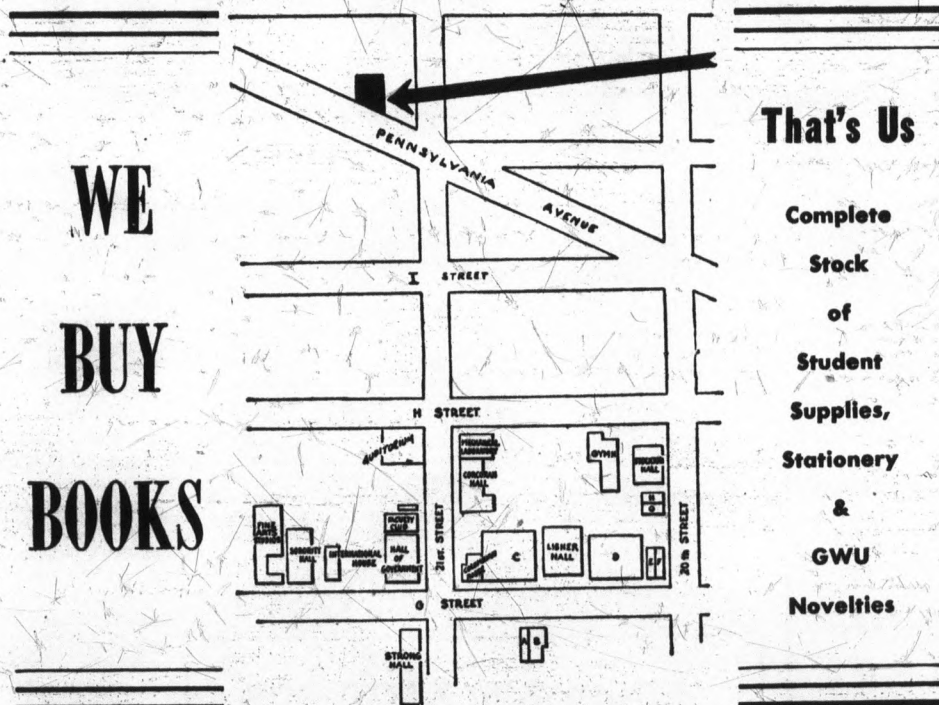 WE
BUY
BOOKS
PENNSYLVANIA
AVENUE
I STREET
H STREET
AUDITORIUM
CORCORAN
HALL
GYM
HALL
FINE
ARTS
SORORITY
HALL
INTERNATIONAL
HOUSE
FACULTY
CLUB
HALL
OF
GOVERNMENT
21st. STREET
C
LISNER
HALL
D
E F
20th STREET
G STREET
STRONG
HALL
A B
That's Us
Complete
Stock
of
Student
Supplies,
Stationery
&
GWU
Novelties